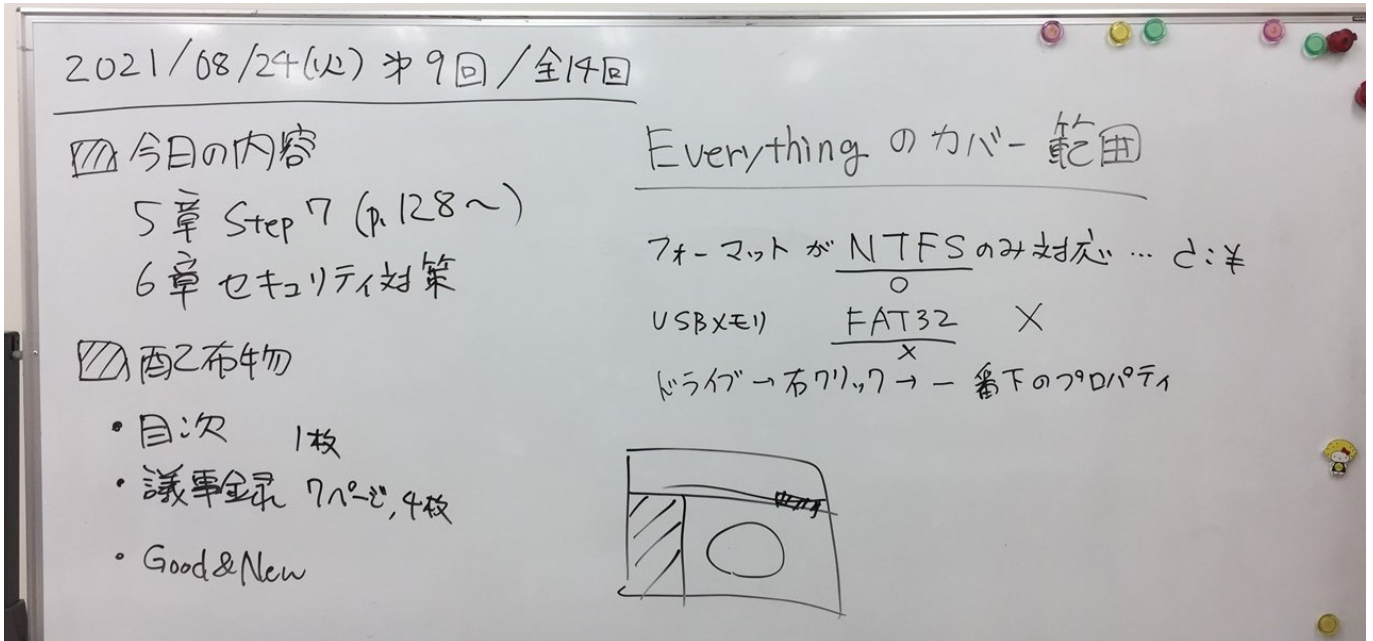 2021/08/24(火) 第9回/全14回
今日の内容
5章 Step 7 (p.128～)
6章 セキュリティ対策
配布物
・目次 1枚
・議事録 7ページ, 4枚
・Good&New
Everything のカバー範囲
フォーマットが NTFS のみ対応 … c:¥
○
USBメモリ FAT32 ×
×
ドライブ→右クリック→一番下のプロパティ